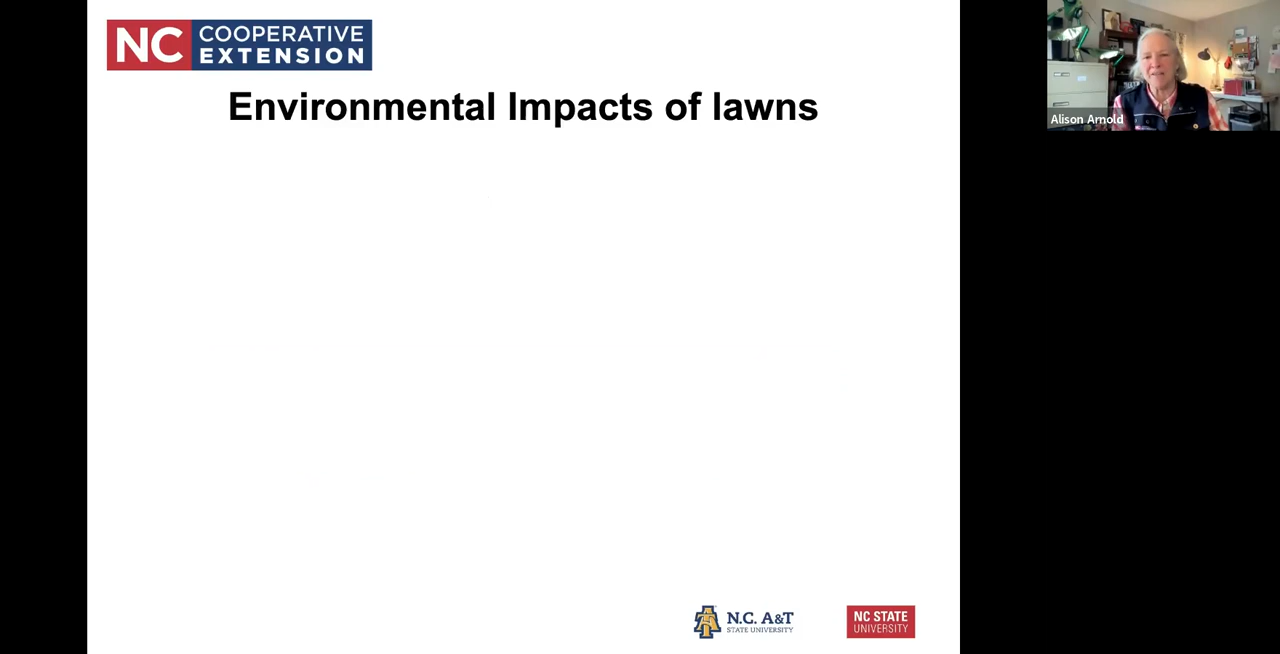 NC COOPERATIVE
EXTENSION
Environmental Impacts of lawns
Alison Arnold
N.C. A&T
STATE UNIVERSITY
NC STATE
UNIVERSITY